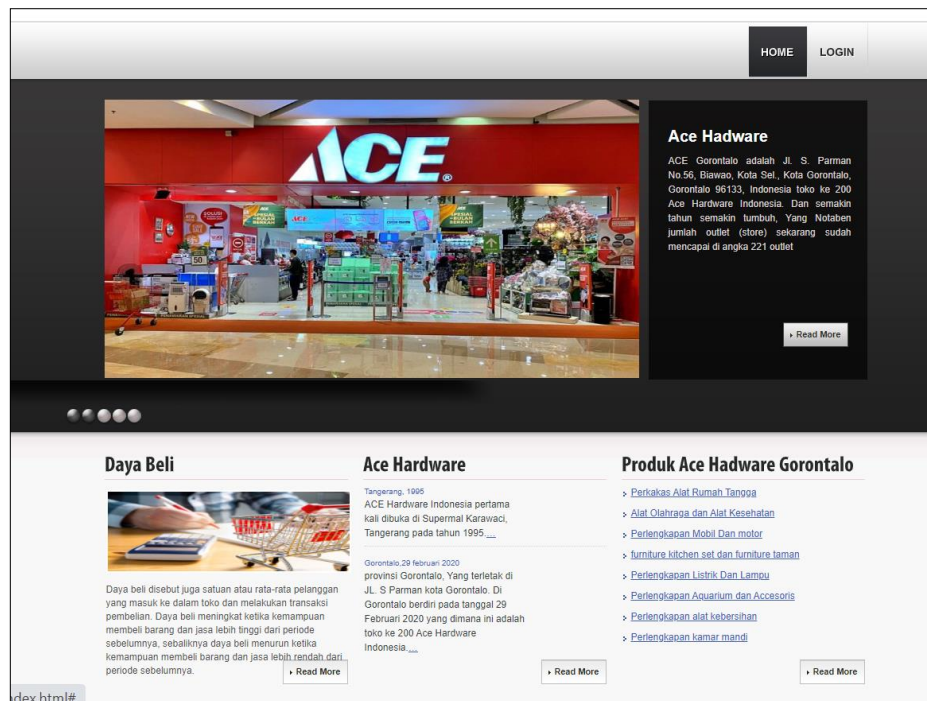 HOME LOGIN
ACE
Ace Hadware
ACE Gorontalo adalah Jl. S. Parman
No.56, Biawao, Kota Sel., Kota Gorontalo,
Gorontalo 96133, Indonesia toko ke 200
Ace Hardware Indonesia. Dan semakin
tahun semakin tumbuh, Yang Notaben
jumlah outlet (store) sekarang sudah
mencapai di angka 221 outlet
Read More
Daya Beli
Daya beli disebut juga satuan atau rata-rata pelanggan
yang masuk ke dalam toko dan melakukan transaksi
pembelian. Daya beli meningkat ketika kemampuan
membeli barang dan jasa lebih tinggi dari periode
sebelumnya, sebaliknya daya beli menurun ketika
kemampuan membeli barang dan jasa lebih rendah dari
periode sebelumnya.
Read More
Ace Hardware
Tangerang, 1995
ACE Hardware Indonesia pertama
kali dibuka di Supermal Karawaci,
Tangerang pada tahun 1995....
Gorontalo,29 februari 2020
provinsi Gorontalo, Yang terletak di
JL. S Parman kota Gorontalo. Di
Gorontalo berdiri pada tanggal 29
Februari 2020 yang dimana ini adalah
toko ke 200 Ace Hardware
Indonesia....
Read More
Produk Ace Hadware Gorontalo
Perkakas Alat Rumah Tangga
Alat Olahraga dan Alat Kesehatan
Perlengkapan Mobil Dan motor
furniture kitchen set dan furniture taman
Perlengkapan Listrik Dan Lampu
Perlengkapan Aquarium dan Accesoris
Perlengkapan alat kebersihan
Perlengkapan kamar mandi
Read More
ndex.html#